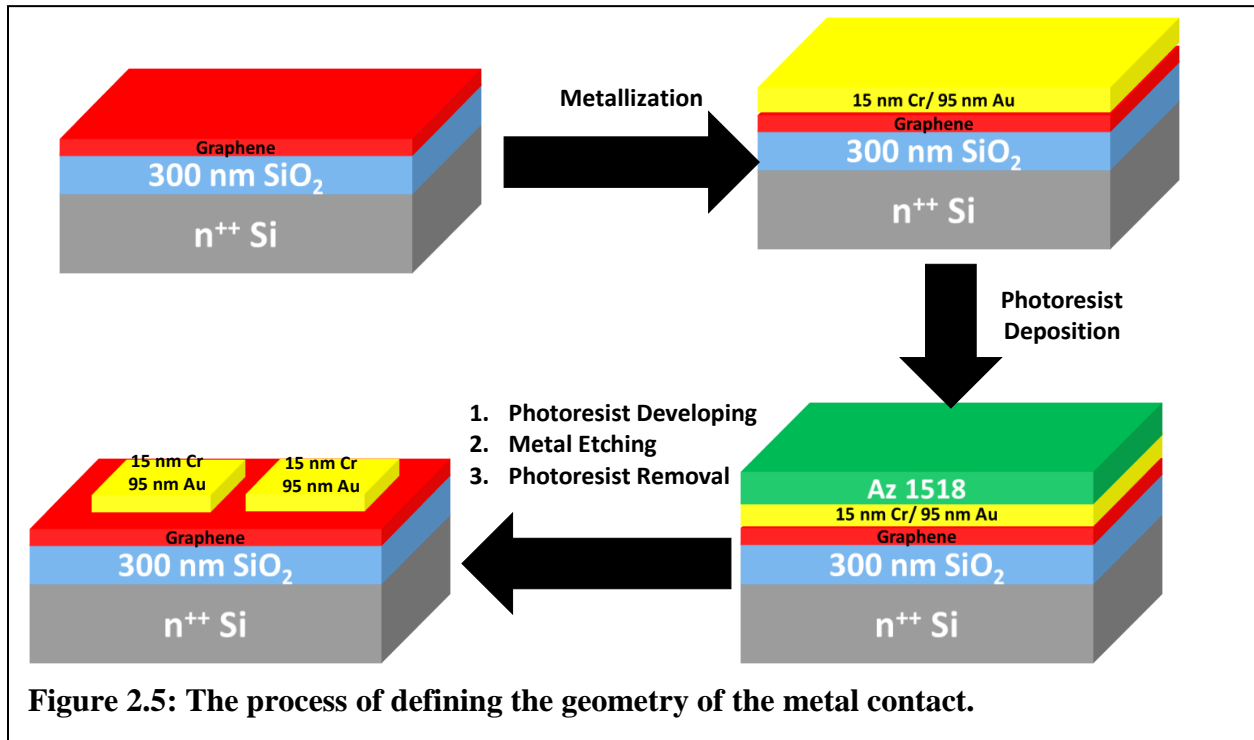 Graphene
300 nm SiO₂
n⁺⁺ Si
Metallization
15 nm Cr/ 95 nm Au
Graphene
300 nm SiO₂
n⁺⁺ Si
Photoresist
Deposition
Az 1518
15 nm Cr/ 95 nm Au
Graphene
300 nm SiO₂
n⁺⁺ Si
1. Photoresist Developing
2. Metal Etching
3. Photoresist Removal
15 nm Cr
95 nm Au
15 nm Cr
95 nm Au
Graphene
300 nm SiO₂
n⁺⁺ Si
Figure 2.5: The process of defining the geometry of the metal contact.